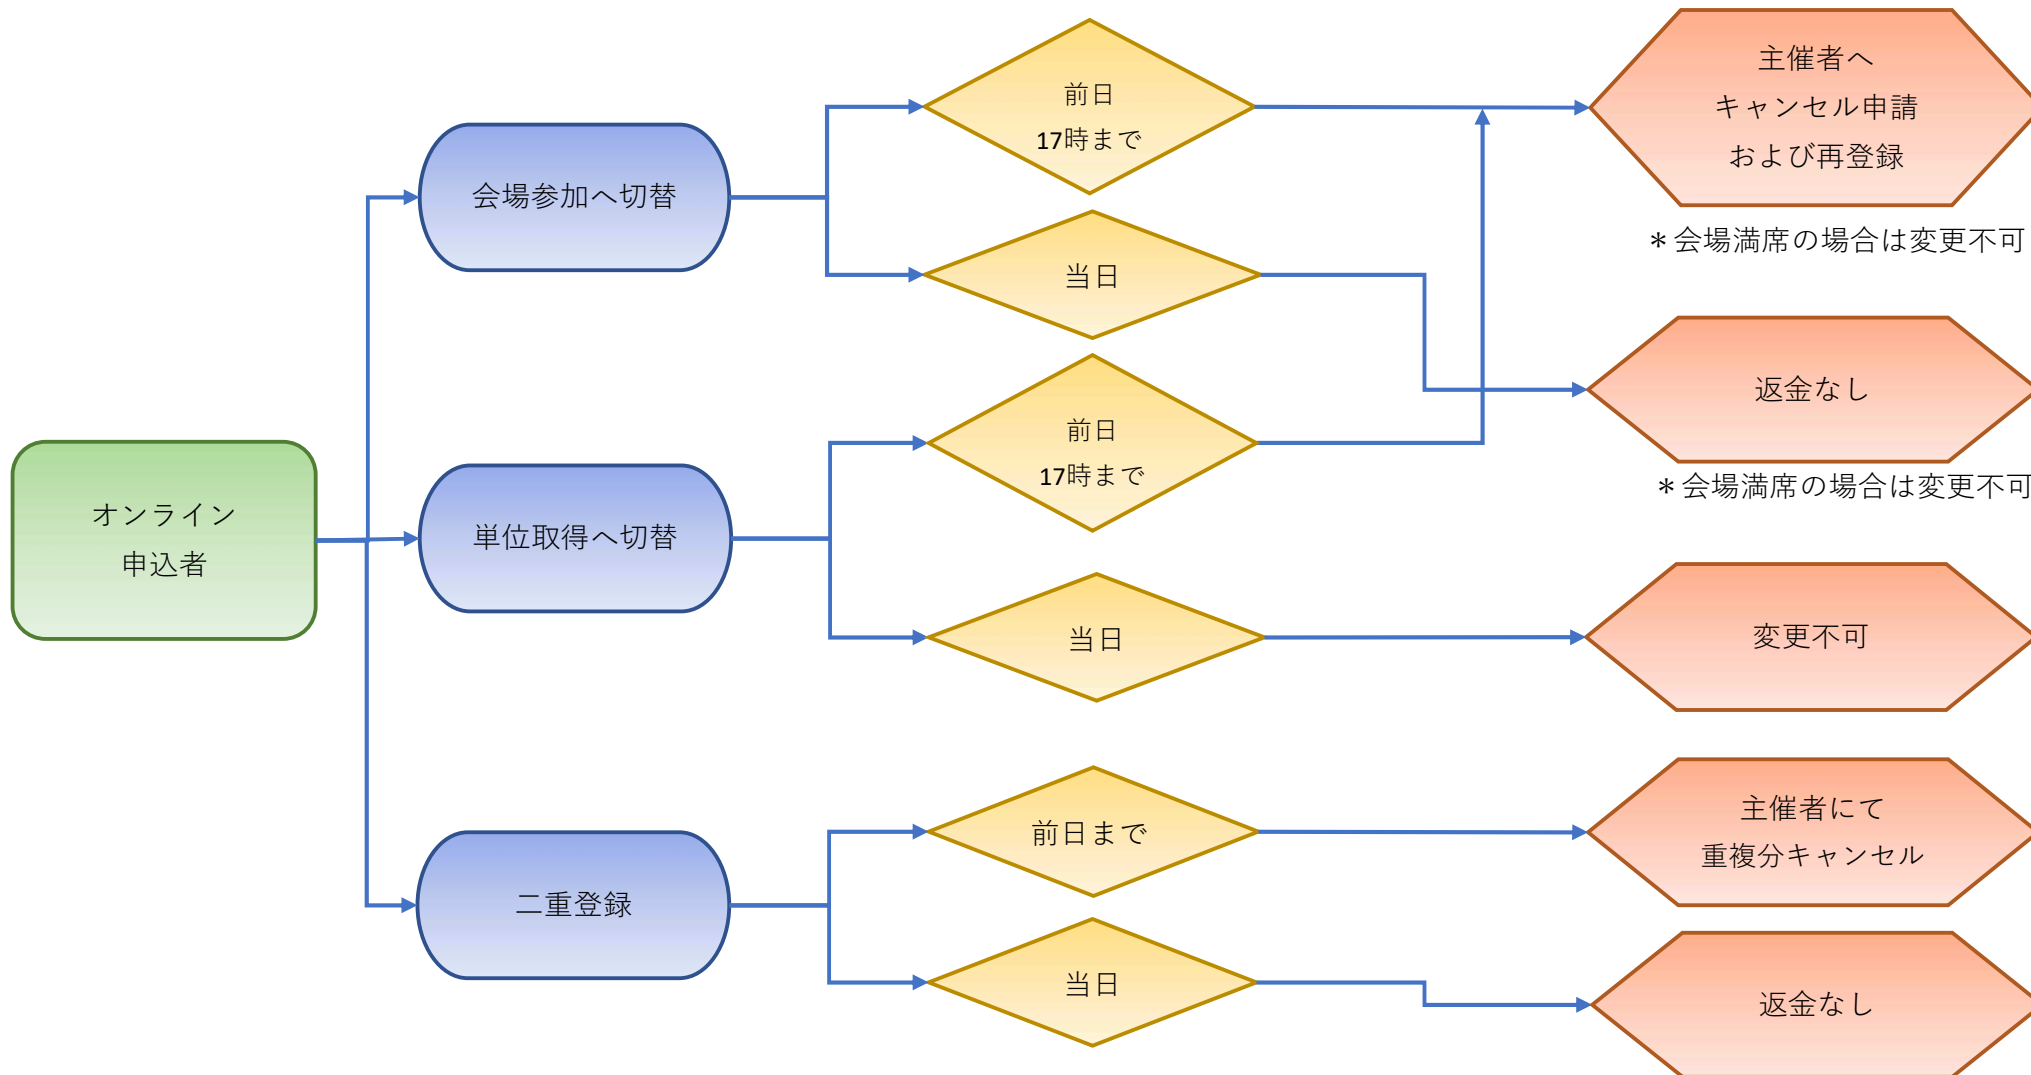 オンライン
申込者
会場参加へ切替
前日
17時まで
主催者へ
キャンセル申請
および再登録
＊会場満席の場合は変更不可
当日
返金なし
＊会場満席の場合は変更不可
単位取得へ切替
前日
17時まで
当日
変更不可
二重登録
前日まで
主催者にて
重複分キャンセル
当日
返金なし